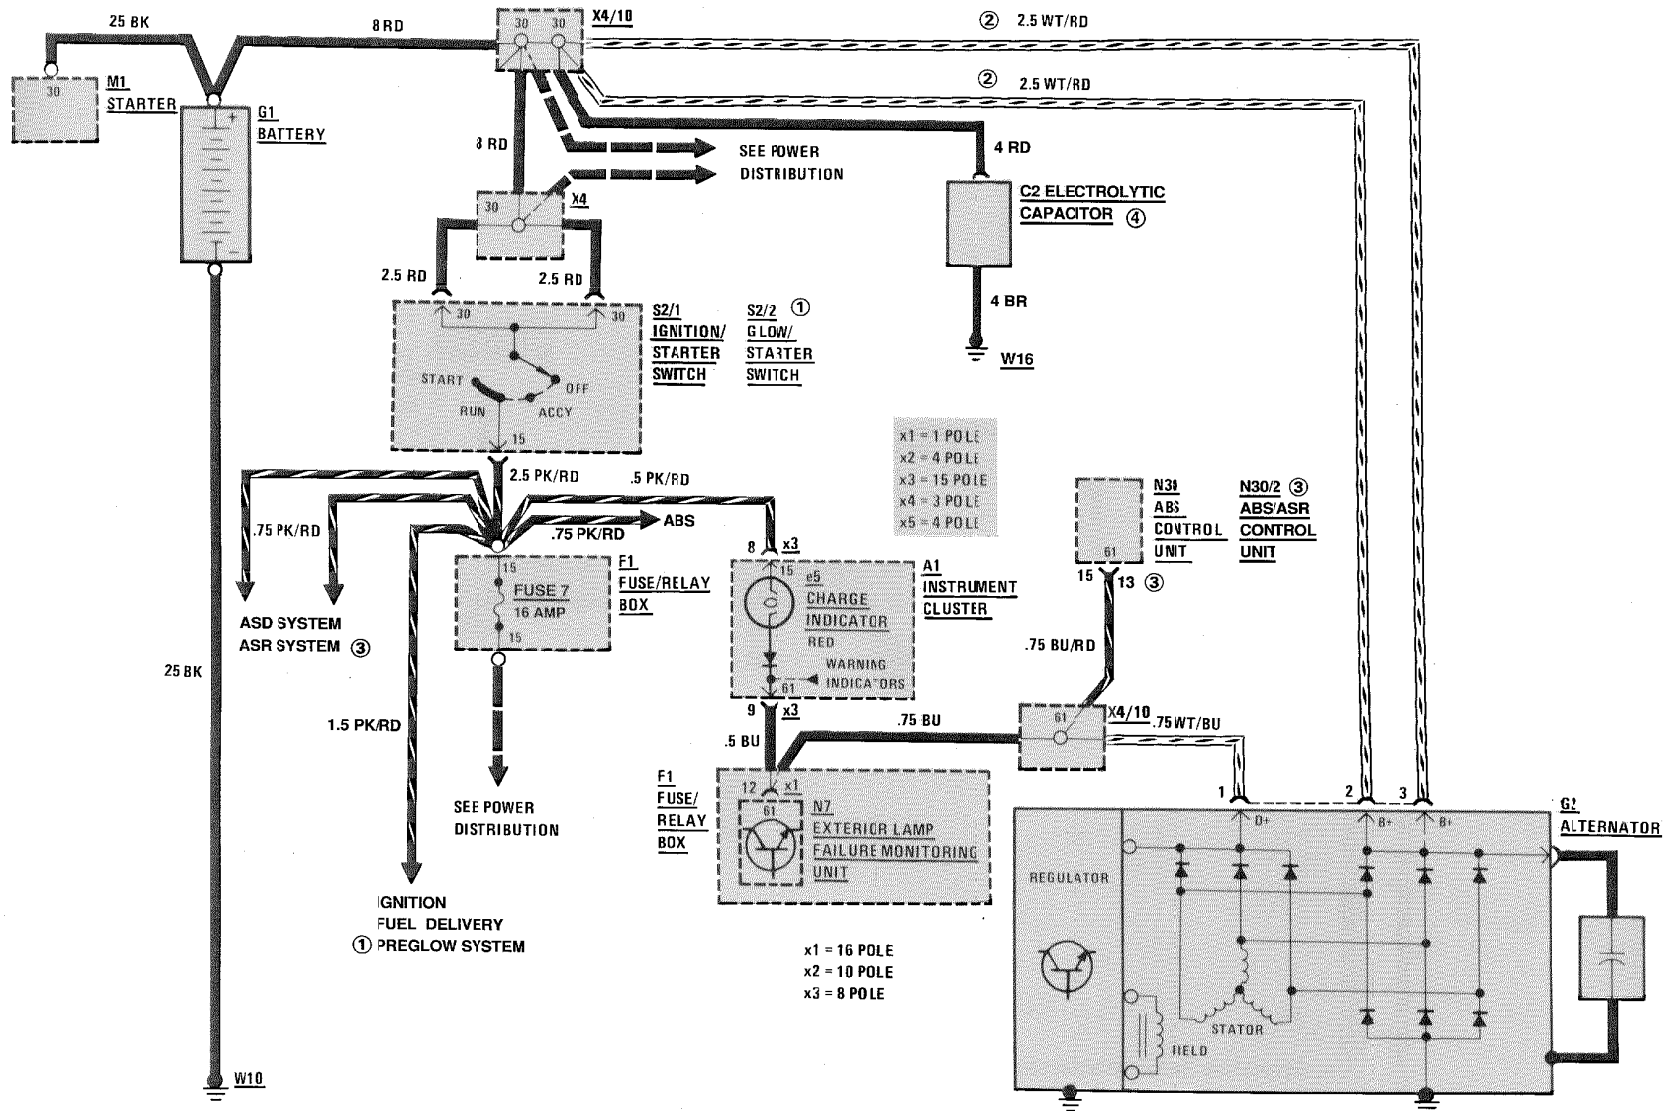 25 BK
8 RD
X4/10
30 30
② 2.5 WT/RD
② 2.5 WT/RD
M1
STARTER
30
G1
BATTERY
+
−
8 RD
SEE POWER
DISTRIBUTION
4 RD
X4
30
C2 ELECTROLYTIC
CAPACITOR ④
2.5 RD
2.5 RD
4 BR
W16
30
30
S2/1
IGNITION/
STARTER
SWITCH
S2/2 ①
GLOW/
STARTER
SWITCH
START
OFF
RUN
ACCY
15
x1 = 1 POLE
x2 = 4 POLE
x3 = 15 POLE
x4 = 3 POLE
x5 = 4 POLE
2.5 PK/RD
.5 PK/RD
.75 PK/RD
.75 PK/RD
ABS
ABS
CONTROL
UNIT
N30/2 ③
ABS/ASR
CONTROL
UNIT
61
15 13 ③
8 x3
15
FUSE 7
16 AMP
15
F1
FUSE/RELAY
BOX
15
e5
CHARGE
INDICATOR
RED
WARNING
INDICATORS
61
A1
INSTRUMENT
CLUSTER
ASD SYSTEM
ASR SYSTEM ③
25 BK
1.5 PK/RD
.75 BU/RD
9 x3
.5 BU
.75 BU
61
X4/10
.75 WT/BU
SEE POWER
DISTRIBUTION
F1
FUSE/
RELAY
BOX
12 x1
61
N7
EXTERIOR LAMP
FAILURE MONITORING
UNIT
1
2
3
D+
B+
B+
G2
ALTERNATOR
REGULATOR
IGNITION
FUEL DELIVERY
① PREGLOW SYSTEM
x1 = 16 POLE
x2 = 10 POLE
x3 = 8 POLE
STATOR
FIELD
W10